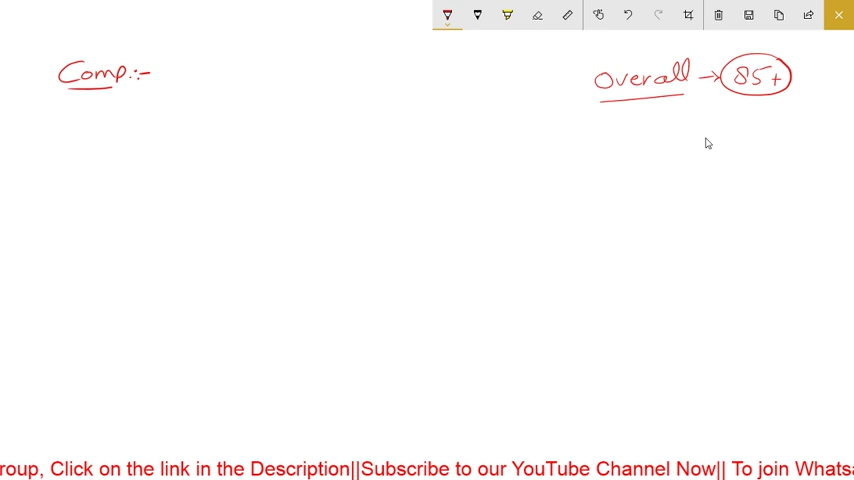 Comp.:-
Overall → 85+
roup, Click on the link in the Description||Subscribe to our YouTube Channel Now|| To join Whatsa